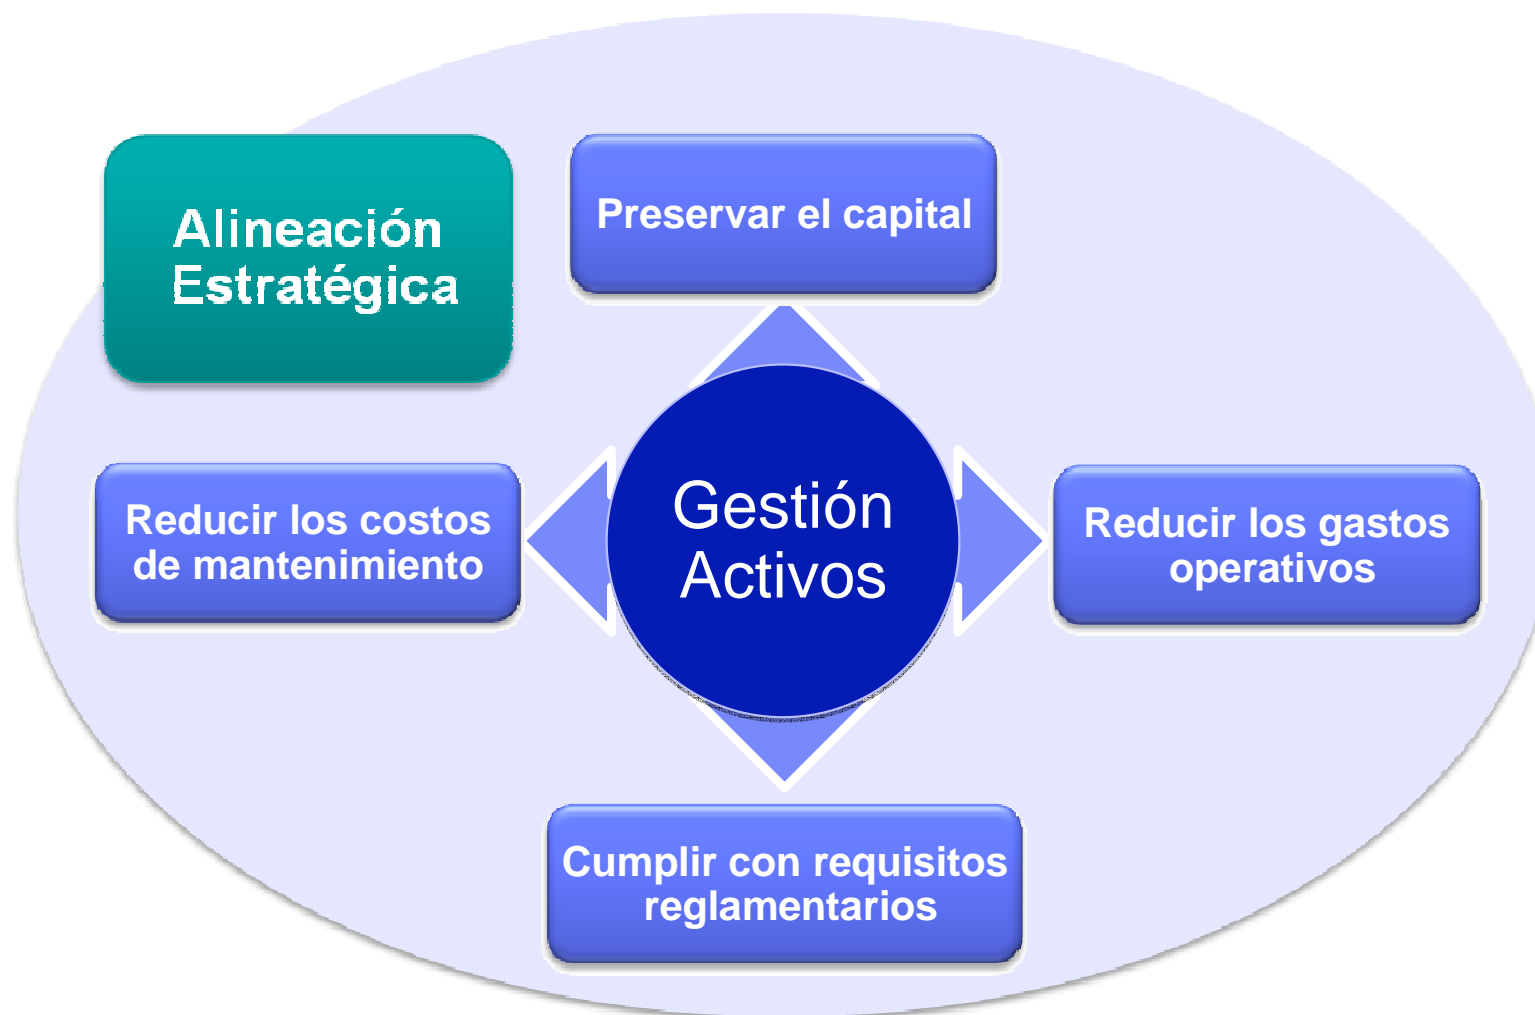 Alineación
Estratégica
Preservar el capital
Reducir los costos
de mantenimiento
Gestión
Activos
Reducir los gastos
operativos
Cumplir con requisitos
reglamentarios